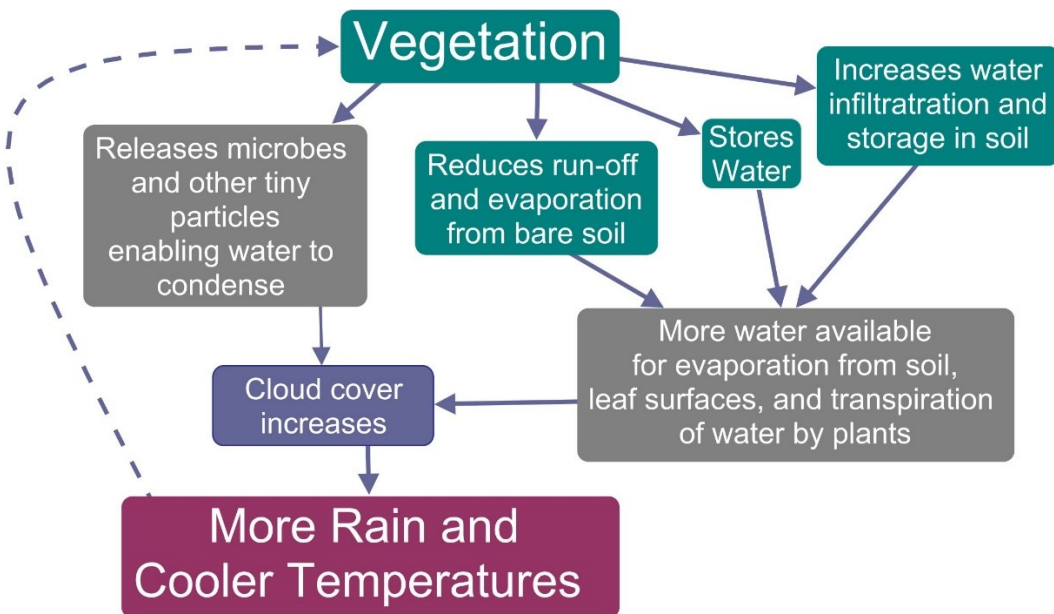 Vegetation
Increases water
infiltratration and
storage in soil
Releases microbes
and other tiny
particles
enabling water to
condense
Reduces run-off
and evaporation
from bare soil
Stores
Water
More water available
for evaporation from soil,
leaf surfaces, and transpiration
of water by plants
Cloud cover
increases
More Rain and
Cooler Temperatures